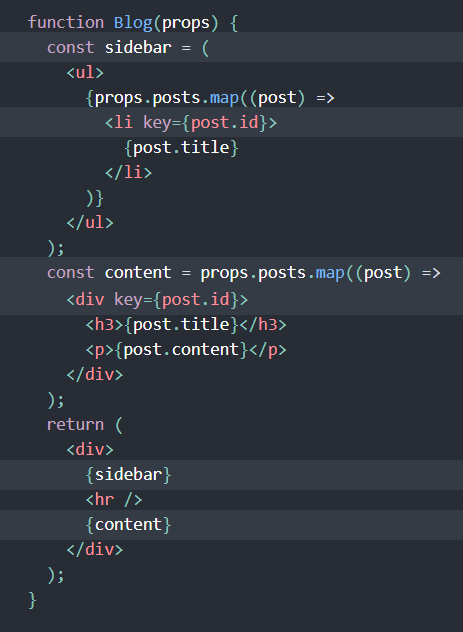 function Blog(props) {
  const sidebar = (
    <ul>
      {props.posts.map((post) =>
        <li key={post.id}>
          {post.title}
        </li>
      )}
    </ul>
  );
  const content = props.posts.map((post) =>
    <div key={post.id}>
      <h3>{post.title}</h3>
      <p>{post.content}</p>
    </div>
  );
  return (
    <div>
      {sidebar}
      <hr />
      {content}
    </div>
  );
}